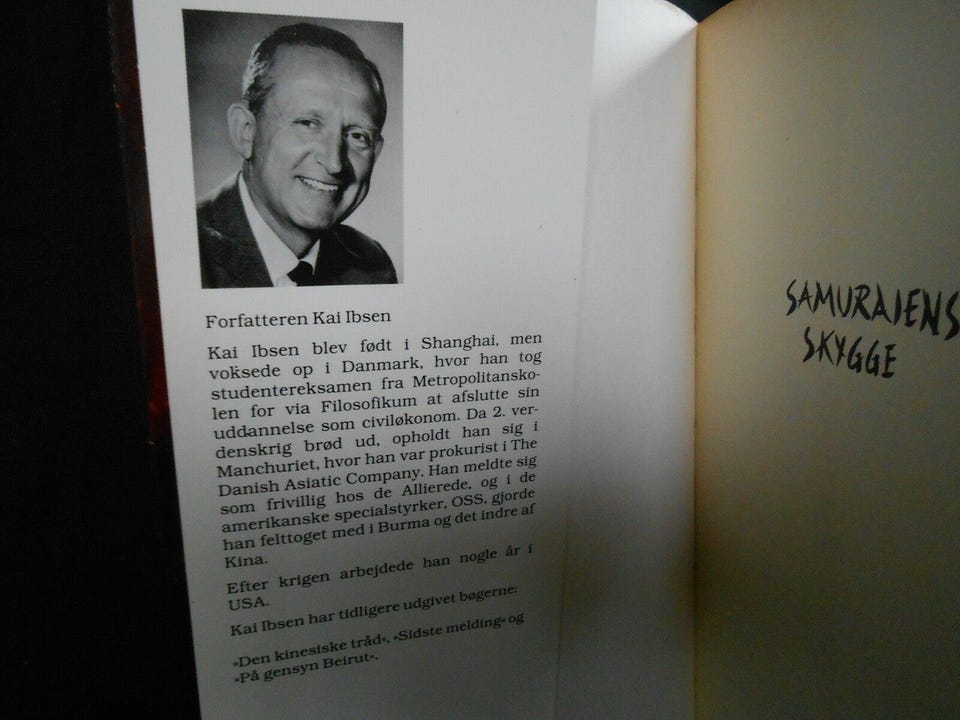 Forfatteren Kai Ibsen
Kai Ibsen blev født i Shanghai, men
voksede op i Danmark, hvor han tog
studentereksamen fra Metropolitansko-
len for via Filosofikum at afslutte sin
uddannelse som civiløkonom. Da 2. ver-
denskrig brød ud, opholdt han sig i
Manchuriet, hvor han var prokurist i The
Danish Asiatic Company. Han meldte sig
som frivillig hos de Allierede, og i de
amerikanske specialstyrker, OSS, gjorde
han felttoget med i Burma og det indre af
Kina.
Efter krigen arbejdede han nogle år i
USA.
Kai Ibsen har tidligere udgivet bøgerne:
»Den kinesiske tråd«, »Sidste melding« og
»På gensyn Beirut«.
SAMURAIENS
SKYGGE